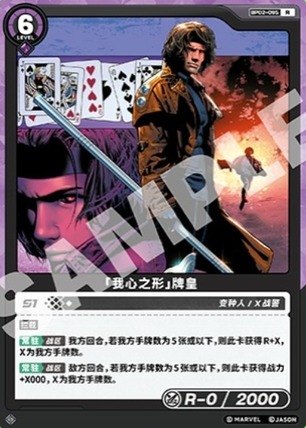 6
LEVEL
BP02-095 R
SAMPLE
「我心之形」牌皇
S1
变种人 / X战警
拦截
常驻 战区 我方回合，若我方手牌数为5张或以下，则此卡获得R+X，
X为我方手牌数。
常驻 战区 敌方回合，若我方手牌数为5张或以下，则此卡获得战力
+X000，X为我方手牌数。
R-0 / 2000
©MARVEL ©JASON